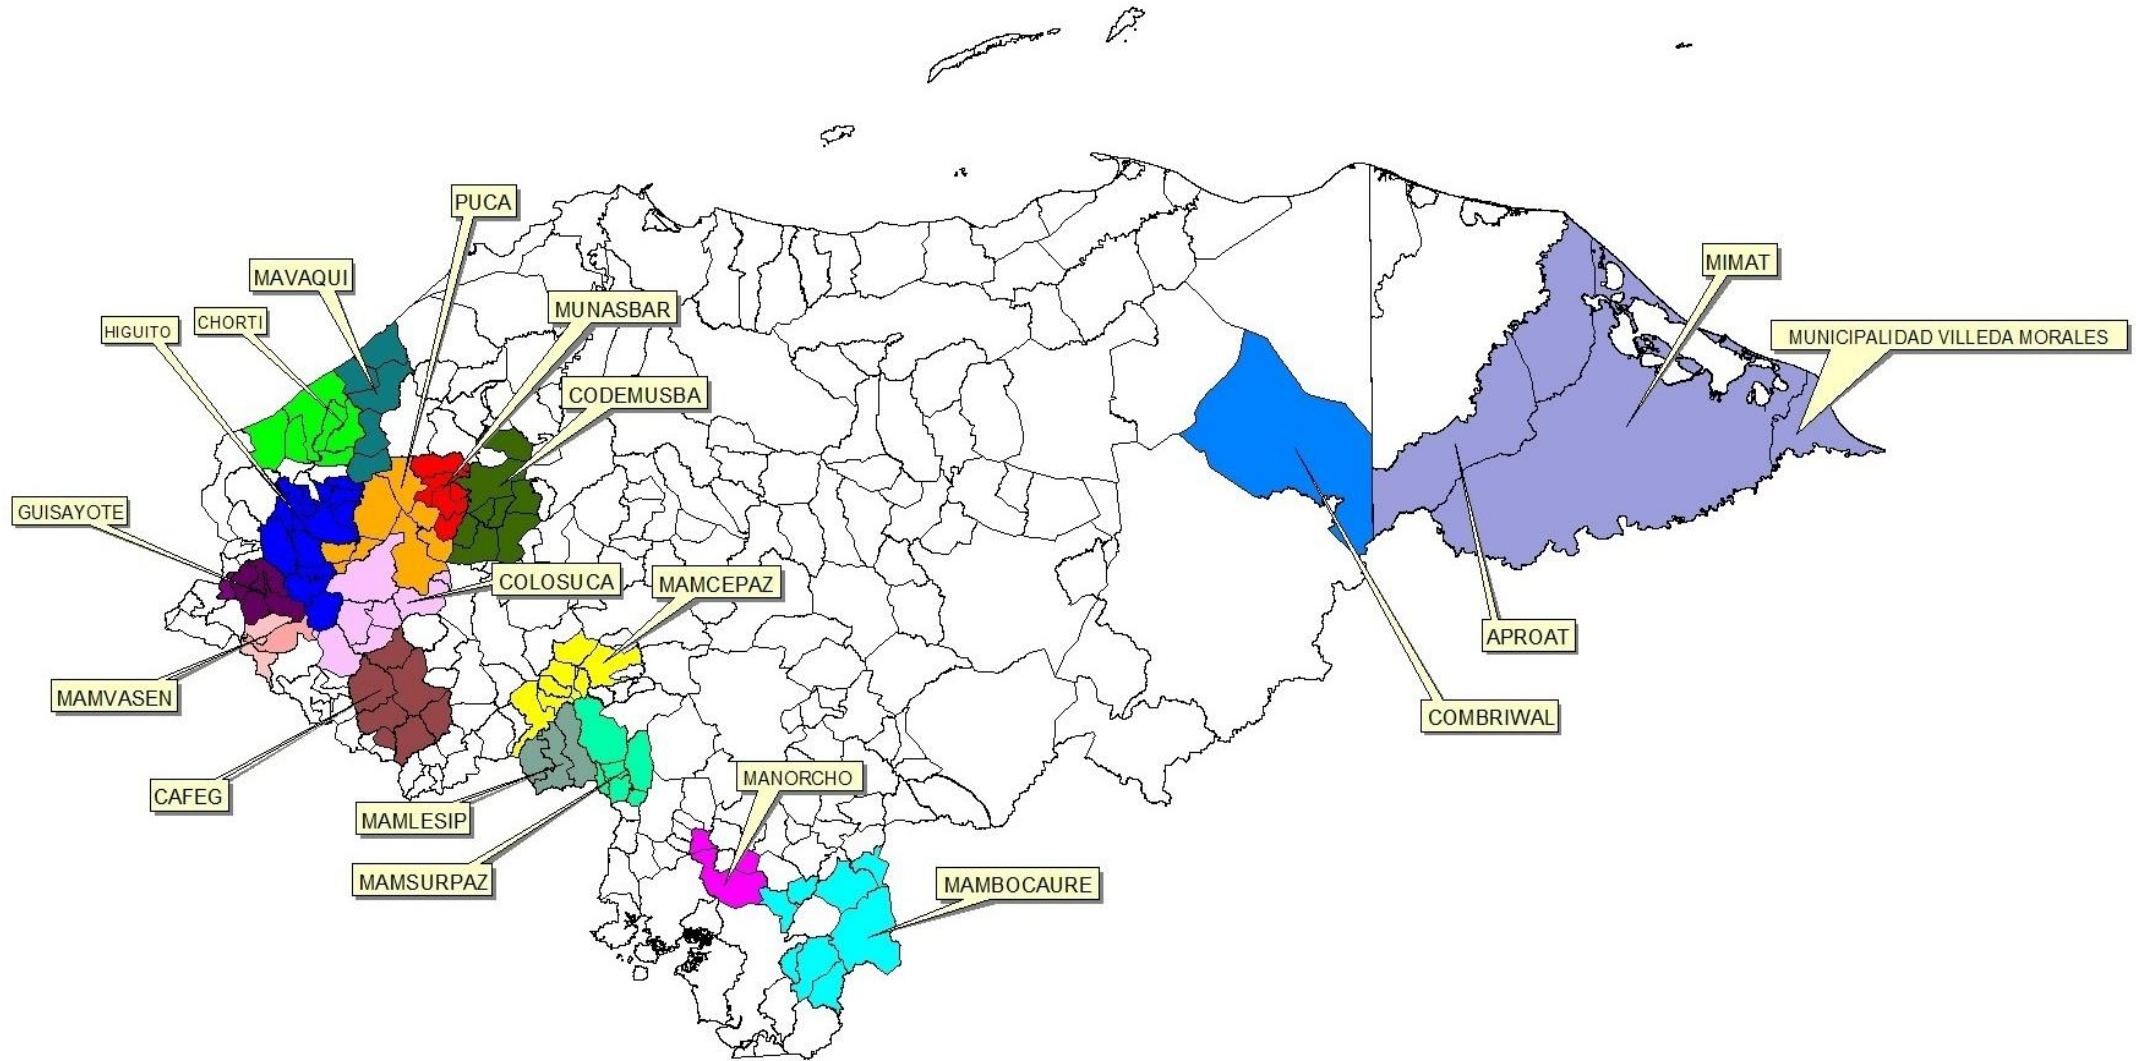 PUCA
MAVAQUI
MIMAT
MUNASBAR
CHORTI
HIGUITO
MUNICIPALIDAD VILLEDA MORALES
CODEMUSBA
GUISAYOTE
COLOSUCA
MAMCEPAZ
APROAT
MAMVASEN
COMBRIWAL
MANORCHO
CAFEG
MAMLESIP
MAMSURPAZ
MAMBOCAURE